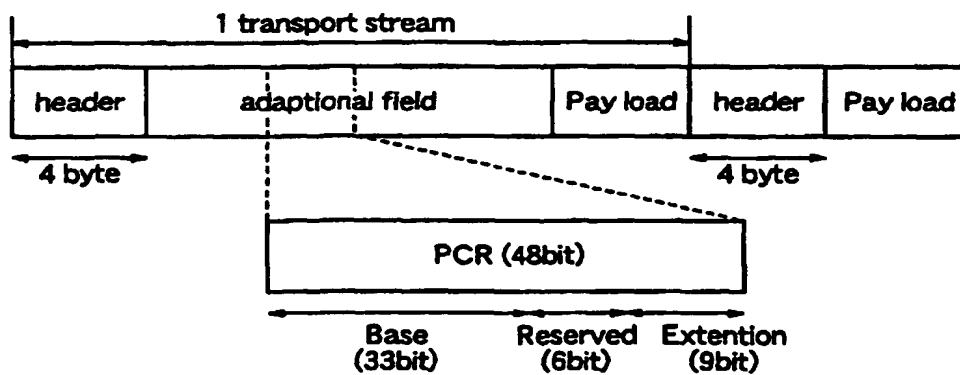 1 transport stream
header adaptional field Pay load header Pay load
4 byte 4 byte
PCR (48bit)
Base Reserved Extention
(33bit) (6bit) (9bit)